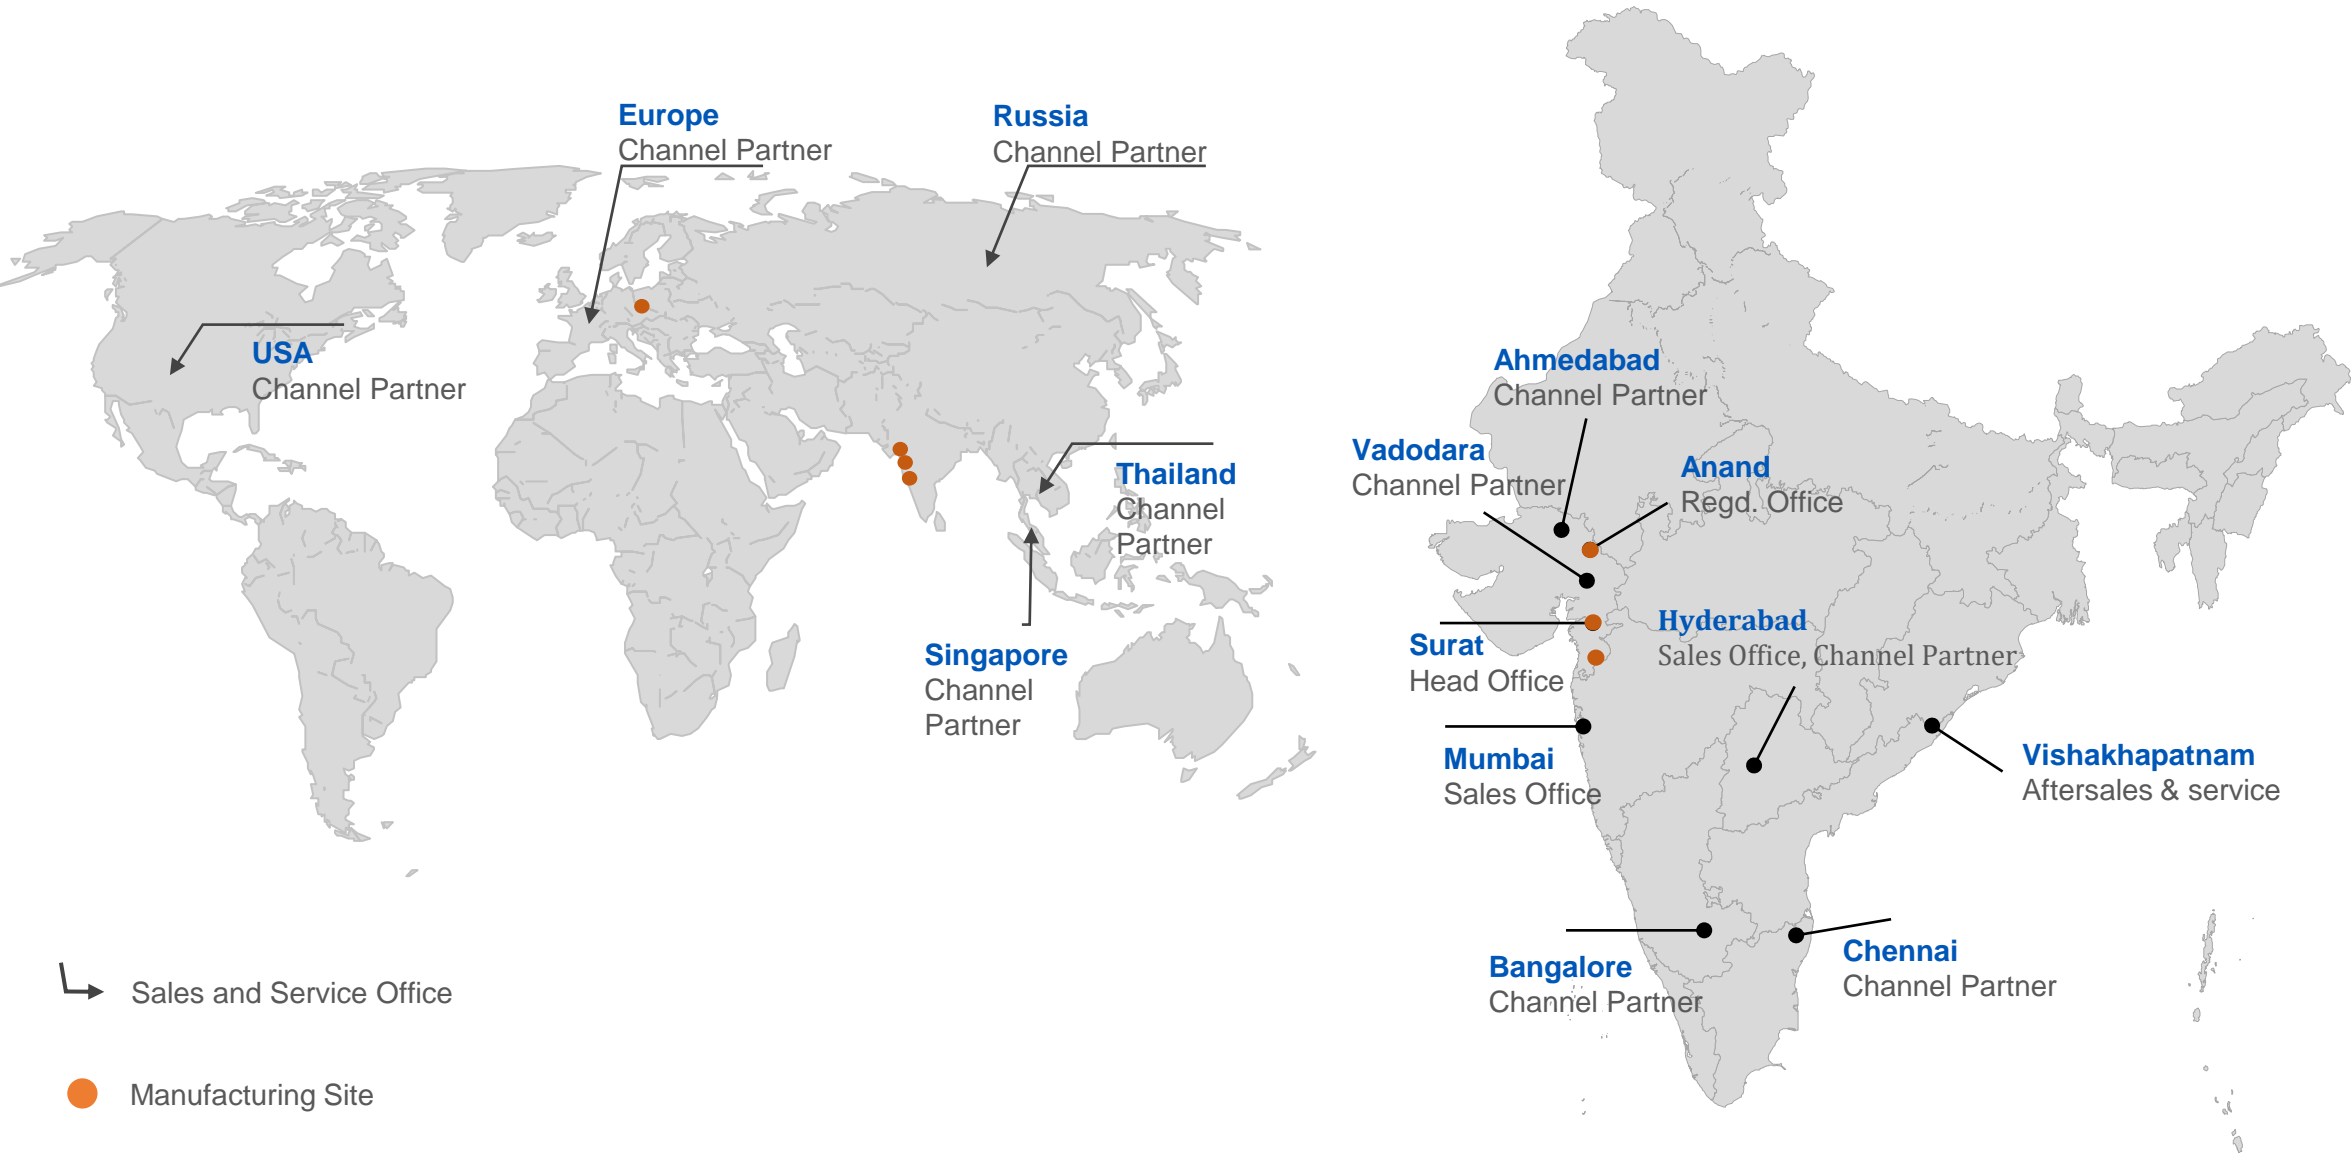 Europe
Channel Partner
Russia
Channel Partner
USA
Channel Partner
Thailand
Channel
Partner
Singapore
Channel
Partner
Sales and Service Office
Manufacturing Site
Ahmedabad
Channel Partner
Vadodara
Channel Partner
Anand
Regd. Office
Hyderabad
Sales Office, Channel Partner
Surat
Head Office
Mumbai
Sales Office
Vishakhapatnam
Aftersales & service
Bangalore
Channel Partner
Chennai
Channel Partner